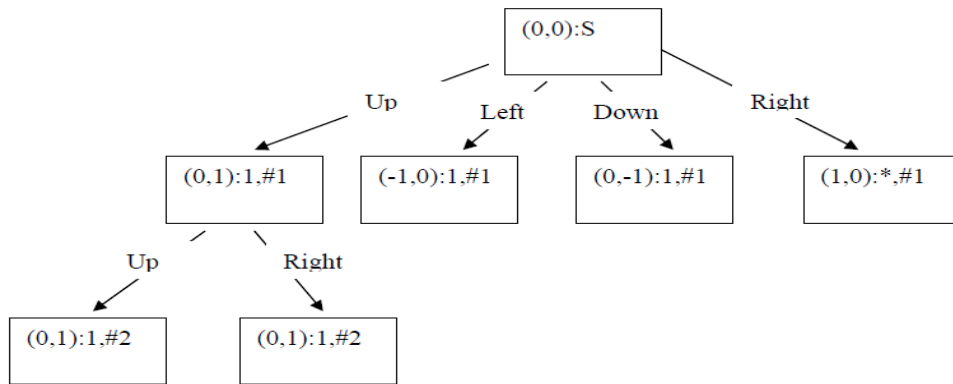 (0,0):S
Up
Left
Down
Right
(0,1):1,#1
(-1,0):1,#1
(0,-1):1,#1
(1,0):*,#1
Up
Right
(0,1):1,#2
(0,1):1,#2